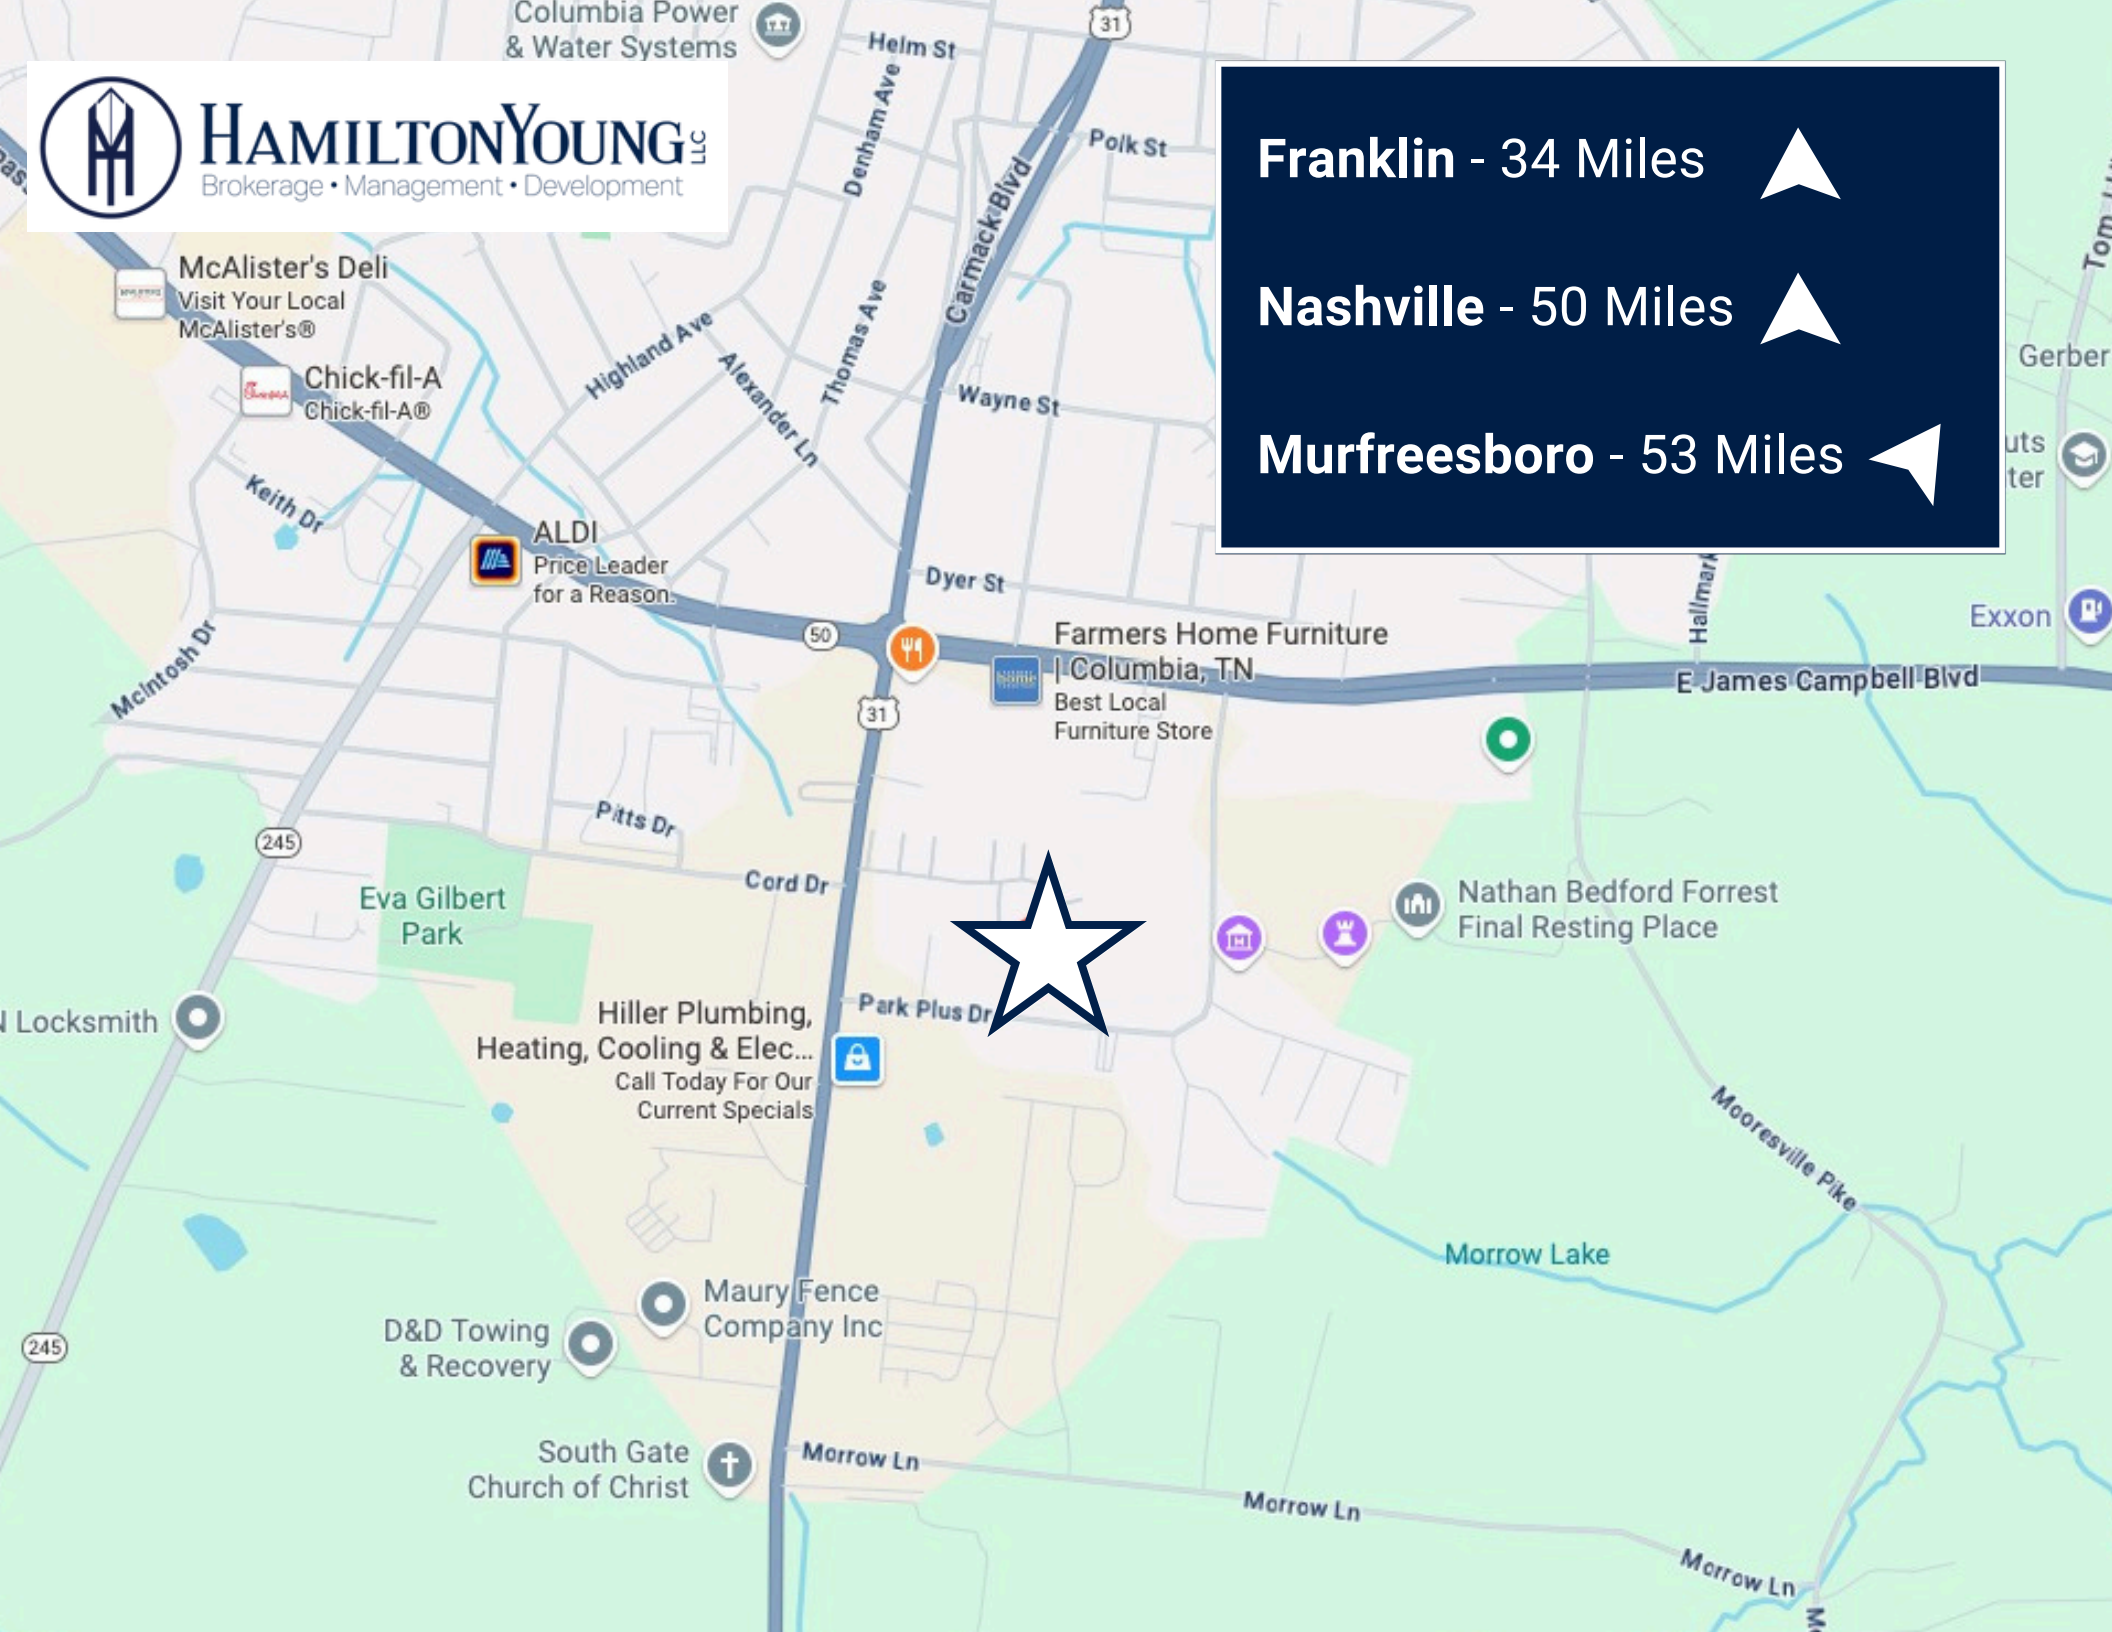 Columbia Power
& Water Systems
31
Helm St
Denham Ave
Polk St
Carmack Blvd
HAMILTONYOUNG LLC
Brokerage • Management • Development
Franklin - 34 Miles
Nashville - 50 Miles
Murfreesboro - 53 Miles
McAlister's Deli
Visit Your Local
McAlister's®
Chick-fil-A
Chick-fil-A®
Highland Ave
Alexander Ln
Thomas Ave
Wayne St
Gerber
uts
ter
Keith Dr
ALDI
Price Leader
for a Reason.
Dyer St
50
Hallmark
Exxon
Farmers Home Furniture
| Columbia, TN
Best Local
Furniture Store
home
E James Campbell Blvd
McIntosh Dr
31
Pitts Dr
245
Cord Dr
Eva Gilbert
Park
Nathan Bedford Forrest
Final Resting Place
N Locksmith
Park Plus Dr
Hiller Plumbing,
Heating, Cooling & Elec...
Call Today For Our
Current Specials
Mooresville Pike
Morrow Lake
Maury Fence
Company Inc
D&D Towing
& Recovery
245
South Gate
Church of Christ
Morrow Ln
Morrow Ln
Morrow Ln